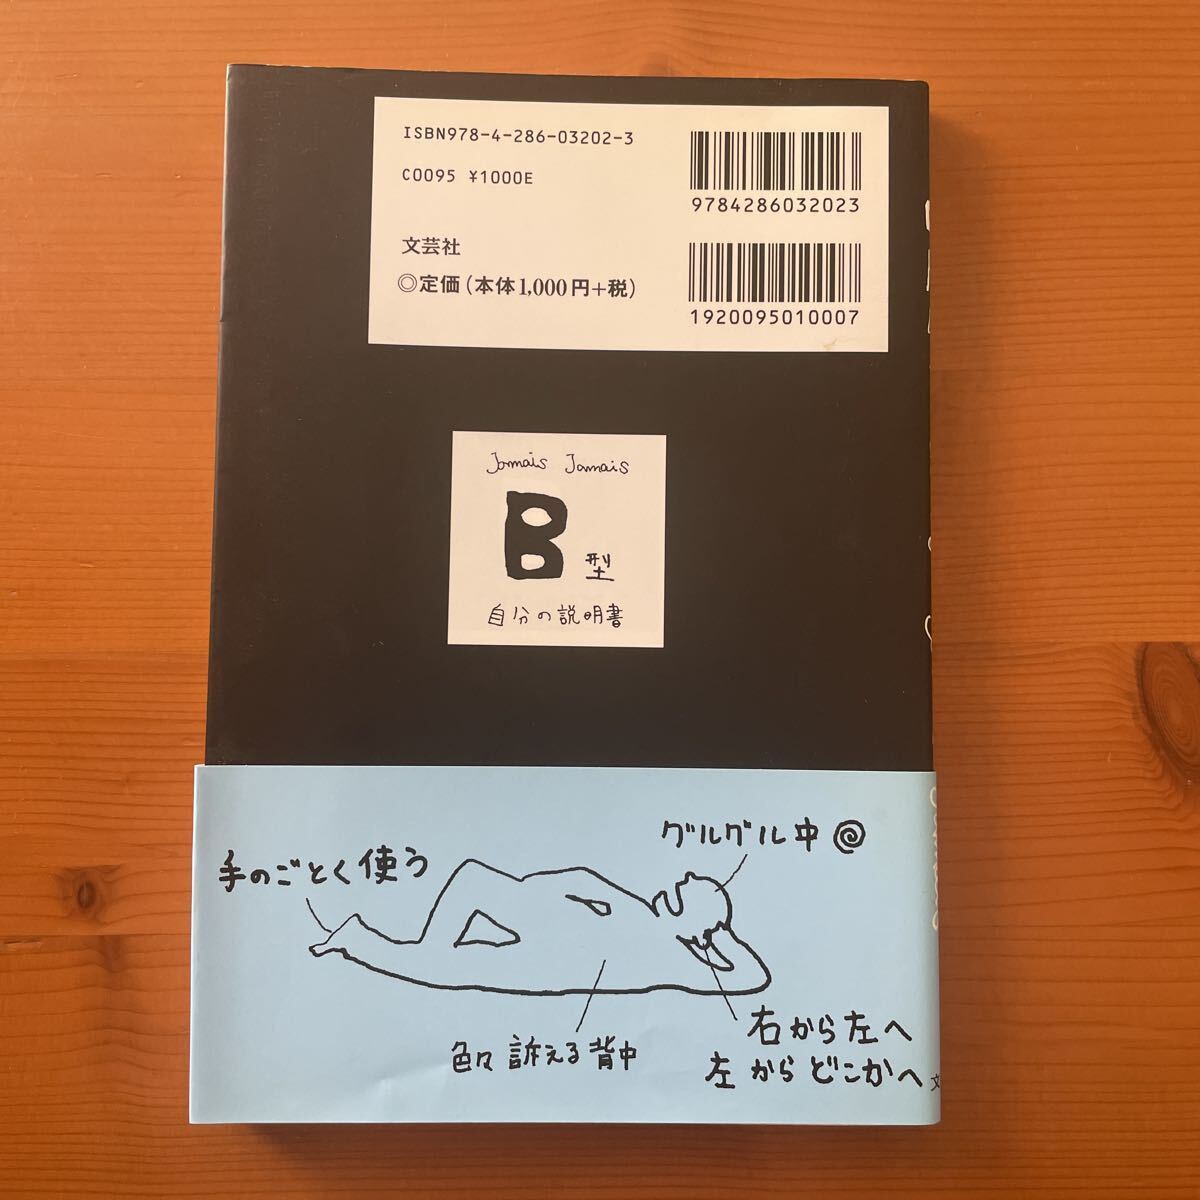 ISBN978-4-286-03202-3
C0095 ¥1000E
9784286032023
文芸社
◎定価(本体1,000円+税)
1920095010007
Jamais Jamais
B型
自分の説明書
グルグル中
手のごとく使う
色々訴える背中
右から左へ
左からどこかへ
文